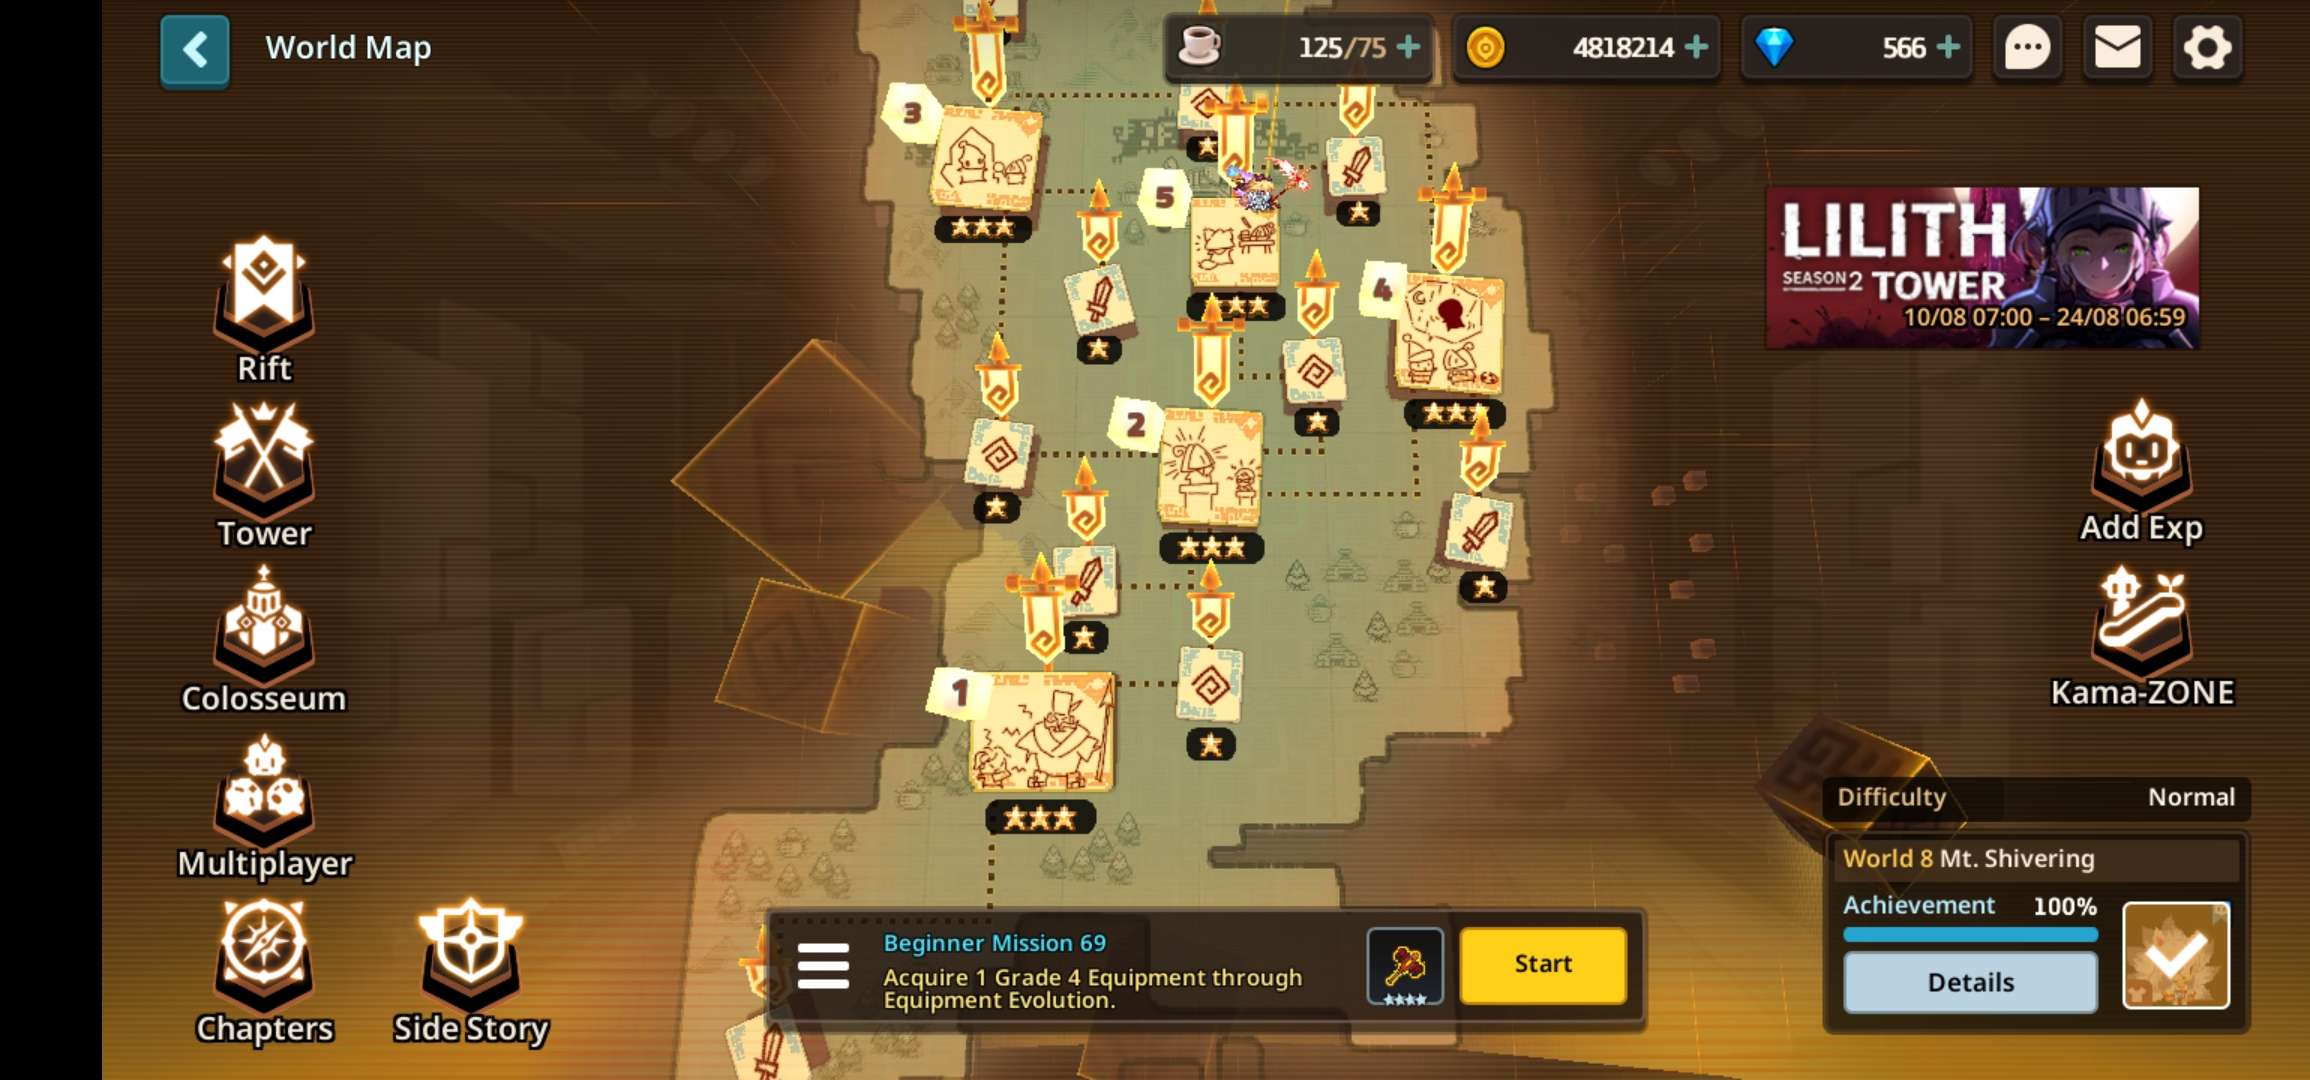 World Map
125/75
4818214
566
3
5
4
2
1
LILITH
SEASON2 TOWER
10/08 07:00 – 24/08 06:59
Rift
Tower
Colosseum
Multiplayer
Chapters
Side Story
Add Exp
Kama-ZONE
Difficulty Normal
World 8 Mt. Shivering
Achievement 100%
Details
Beginner Mission 69
Acquire 1 Grade 4 Equipment through
Equipment Evolution.
Start